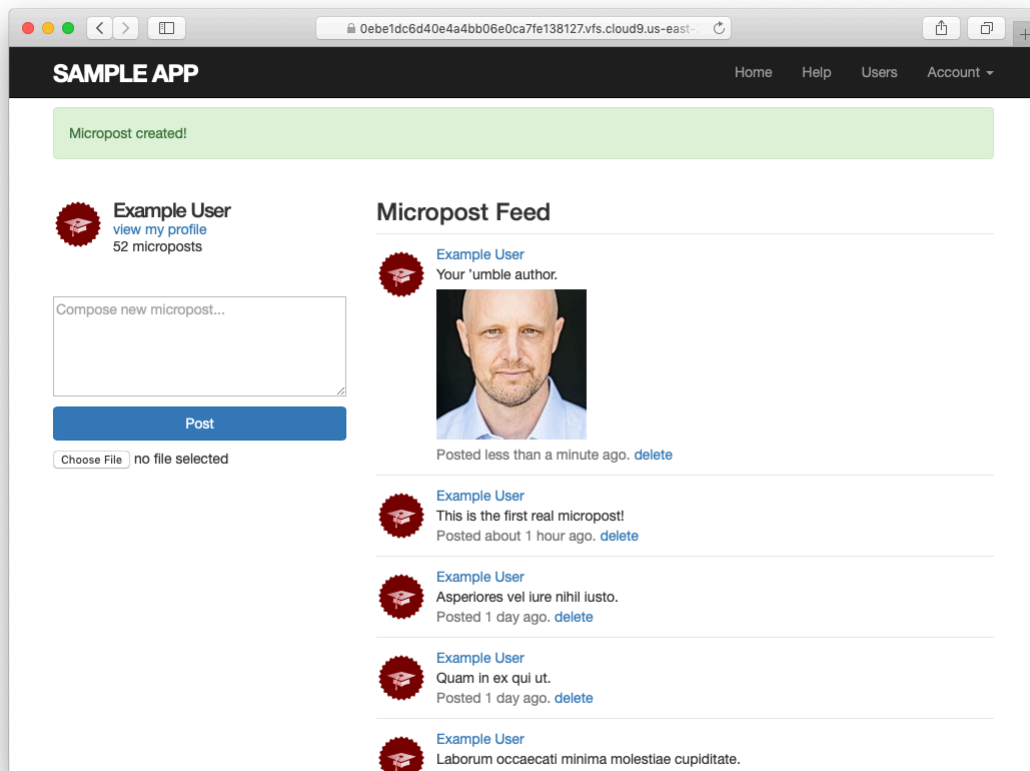 0ebe1dc6d40e4a4bb06e0ca7fe138127.vfs.cloud9.us-east-
SAMPLE APP
Home
Help
Users
Account
Micropost created!
Example User
view my profile
52 microposts
Compose new micropost...
Post
Choose File no file selected
Micropost Feed
Example User
Your 'umble author.
Posted less than a minute ago. delete
Example User
This is the first real micropost!
Posted about 1 hour ago. delete
Example User
Asperiores vel iure nihil iusto.
Posted 1 day ago. delete
Example User
Quam in ex qui ut.
Posted 1 day ago. delete
Example User
Laborum occaecati minima molestiae cupiditate.